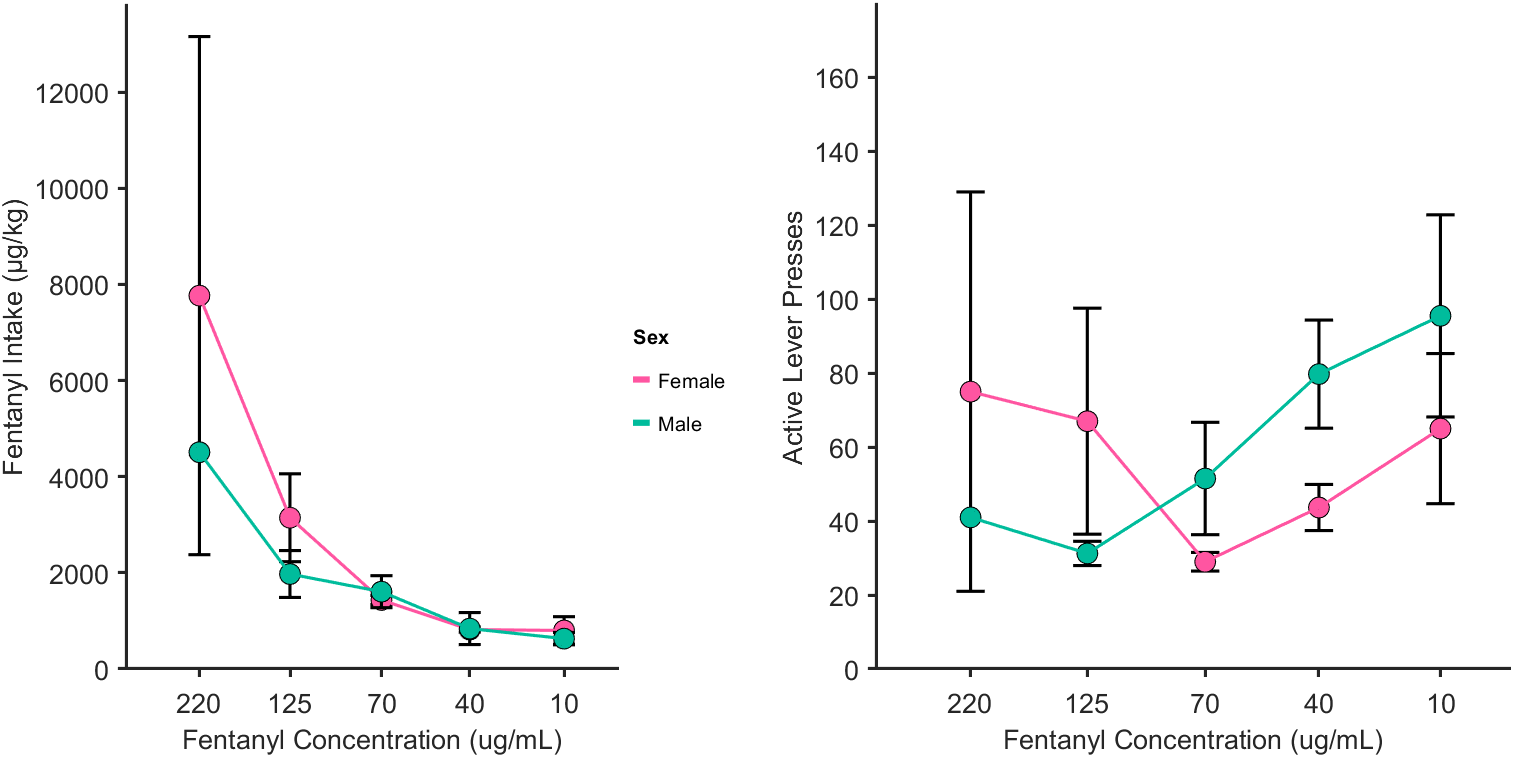 Fentanyl Intake (µg/kg)
12000
10000
8000
6000
4000
2000
0
220 125 70 40 10
Fentanyl Concentration (ug/mL)
Sex
Female
Male
Active Lever Presses
160
140
120
100
80
60
40
20
0
220 125 70 40 10
Fentanyl Concentration (ug/mL)